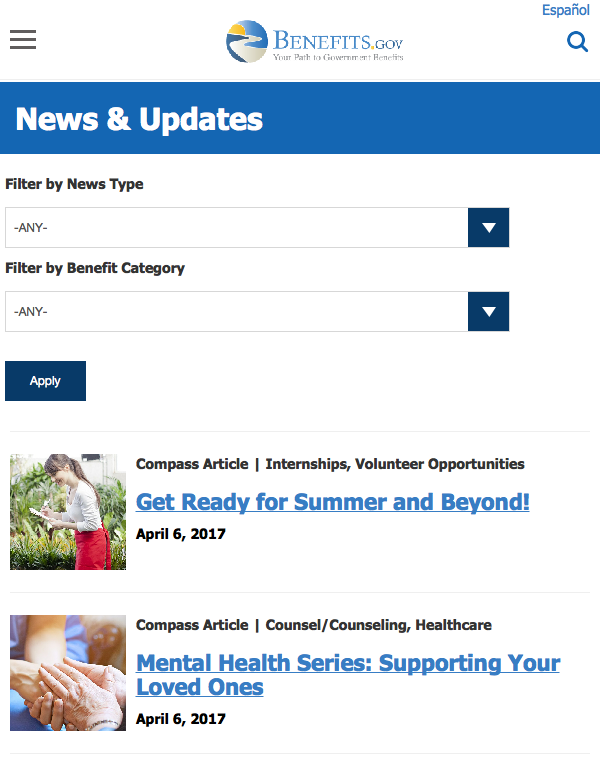 Español
BENEFITS.GOV
Your Path to Government Benefits
News & Updates
Filter by News Type
-ANY-
Filter by Benefit Category
-ANY-
Apply
Compass Article | Internships, Volunteer Opportunities
Get Ready for Summer and Beyond!
April 6, 2017
Compass Article | Counsel/Counseling, Healthcare
Mental Health Series: Supporting Your
Loved Ones
April 6, 2017